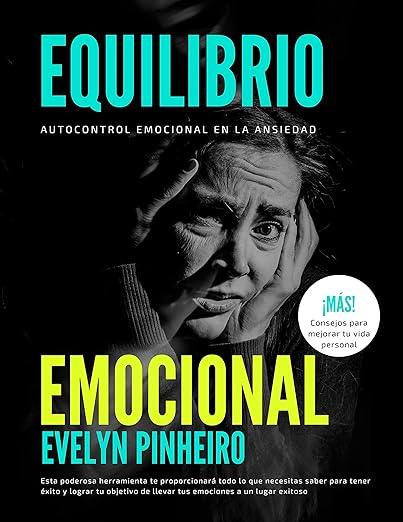 EQUILIBRIO
AUTOCONTROL EMOCIONAL EN LA ANSIEDAD
¡MÁS!
Consejos para
mejorar tu vida
personal
EMOCIONAL
EVELYN PINHEIRO
Esta poderosa herramienta te proporcionará todo lo que necesitas saber para tener
éxito y lograr tu objetivo de llevar tus emociones a un lugar exitoso